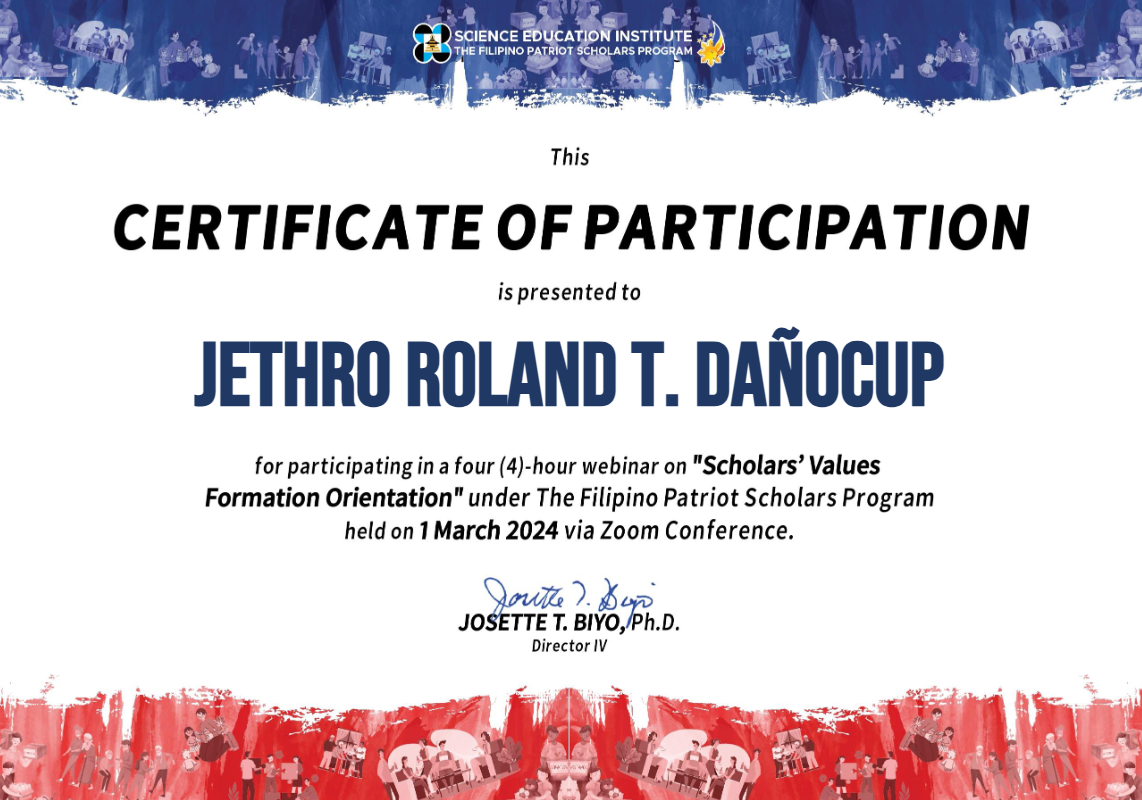 SCIENCE EDUCATION INSTITUTE
THE FILIPINO PATRIOT SCHOLARS PROGRAM
This
CERTIFICATE OF PARTICIPATION
is presented to
JETHRO ROLAND T. DAÑOCUP
for participating in a four (4)-hour webinar on "Scholars’ Values
Formation Orientation" under The Filipino Patriot Scholars Program
held on 1 March 2024 via Zoom Conference.
Josette T. Biyo
JOSETTE T. BIYO, Ph.D.
Director IV